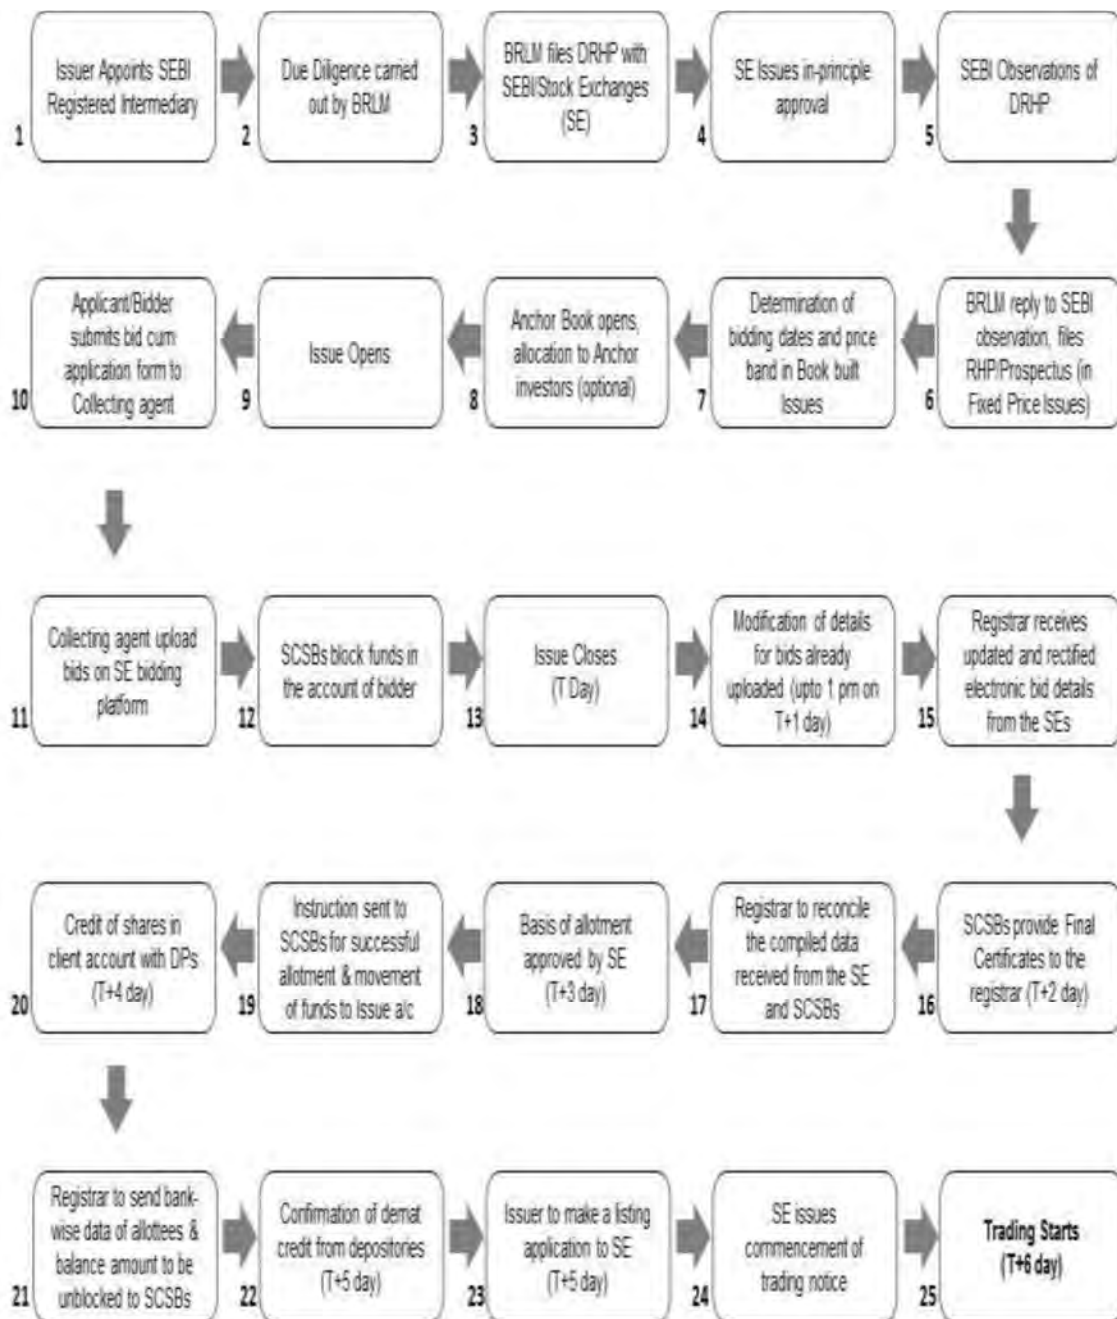 Issuer Appoints SEBI
Registered Intermediary
1
Due Diligence carried
out by BRLM
2
BRLM files DRHP with
SEBI/Stock Exchanges
(SE)
3
SE Issues in-principle
approval
4
SEBI Observations of
DRHP
5
BRLM reply to SEBI
observation, files
RHP/Prospectus (in
Fixed Price Issues)
6
Determination of
bidding dates and price
band in Book built
Issues
7
Anchor Book opens,
allocation to Anchor
investors (optional)
8
Issue Opens
9
Applicant/Bidder
submits bid cum
application form to
Collecting agent
10
Collecting agent upload
bids on SE bidding
platform
11
SCSBs block funds in
the account of bidder
12
Issue Closes
(T Day)
13
Modification of details
for bids already
uploaded (upto 1 pm on
T+1 day)
14
Registrar receives
updated and rectified
electronic bid details
from the SEs
15
SCSBs provide Final
Certificates to the
registrar (T+2 day)
16
Registrar to reconcile
the compiled data
received from the SE
and SCSBs
17
Basis of allotment
approved by SE
(T+3 day)
18
Instruction sent to
SCSBs for successful
allotment & movement
of funds to Issue a/c
19
Credit of shares in
client account with DPs
(T+4 day)
20
Registrar to send bank-
wise data of allottees &
balance amount to be
unblocked to SCSBs
21
Confirmation of demat
credit from depositories
(T+5 day)
22
Issuer to make a listing
application to SE
(T+5 day)
23
SE issues
commencement of
trading notice
24
Trading Starts
(T+6 day)
25